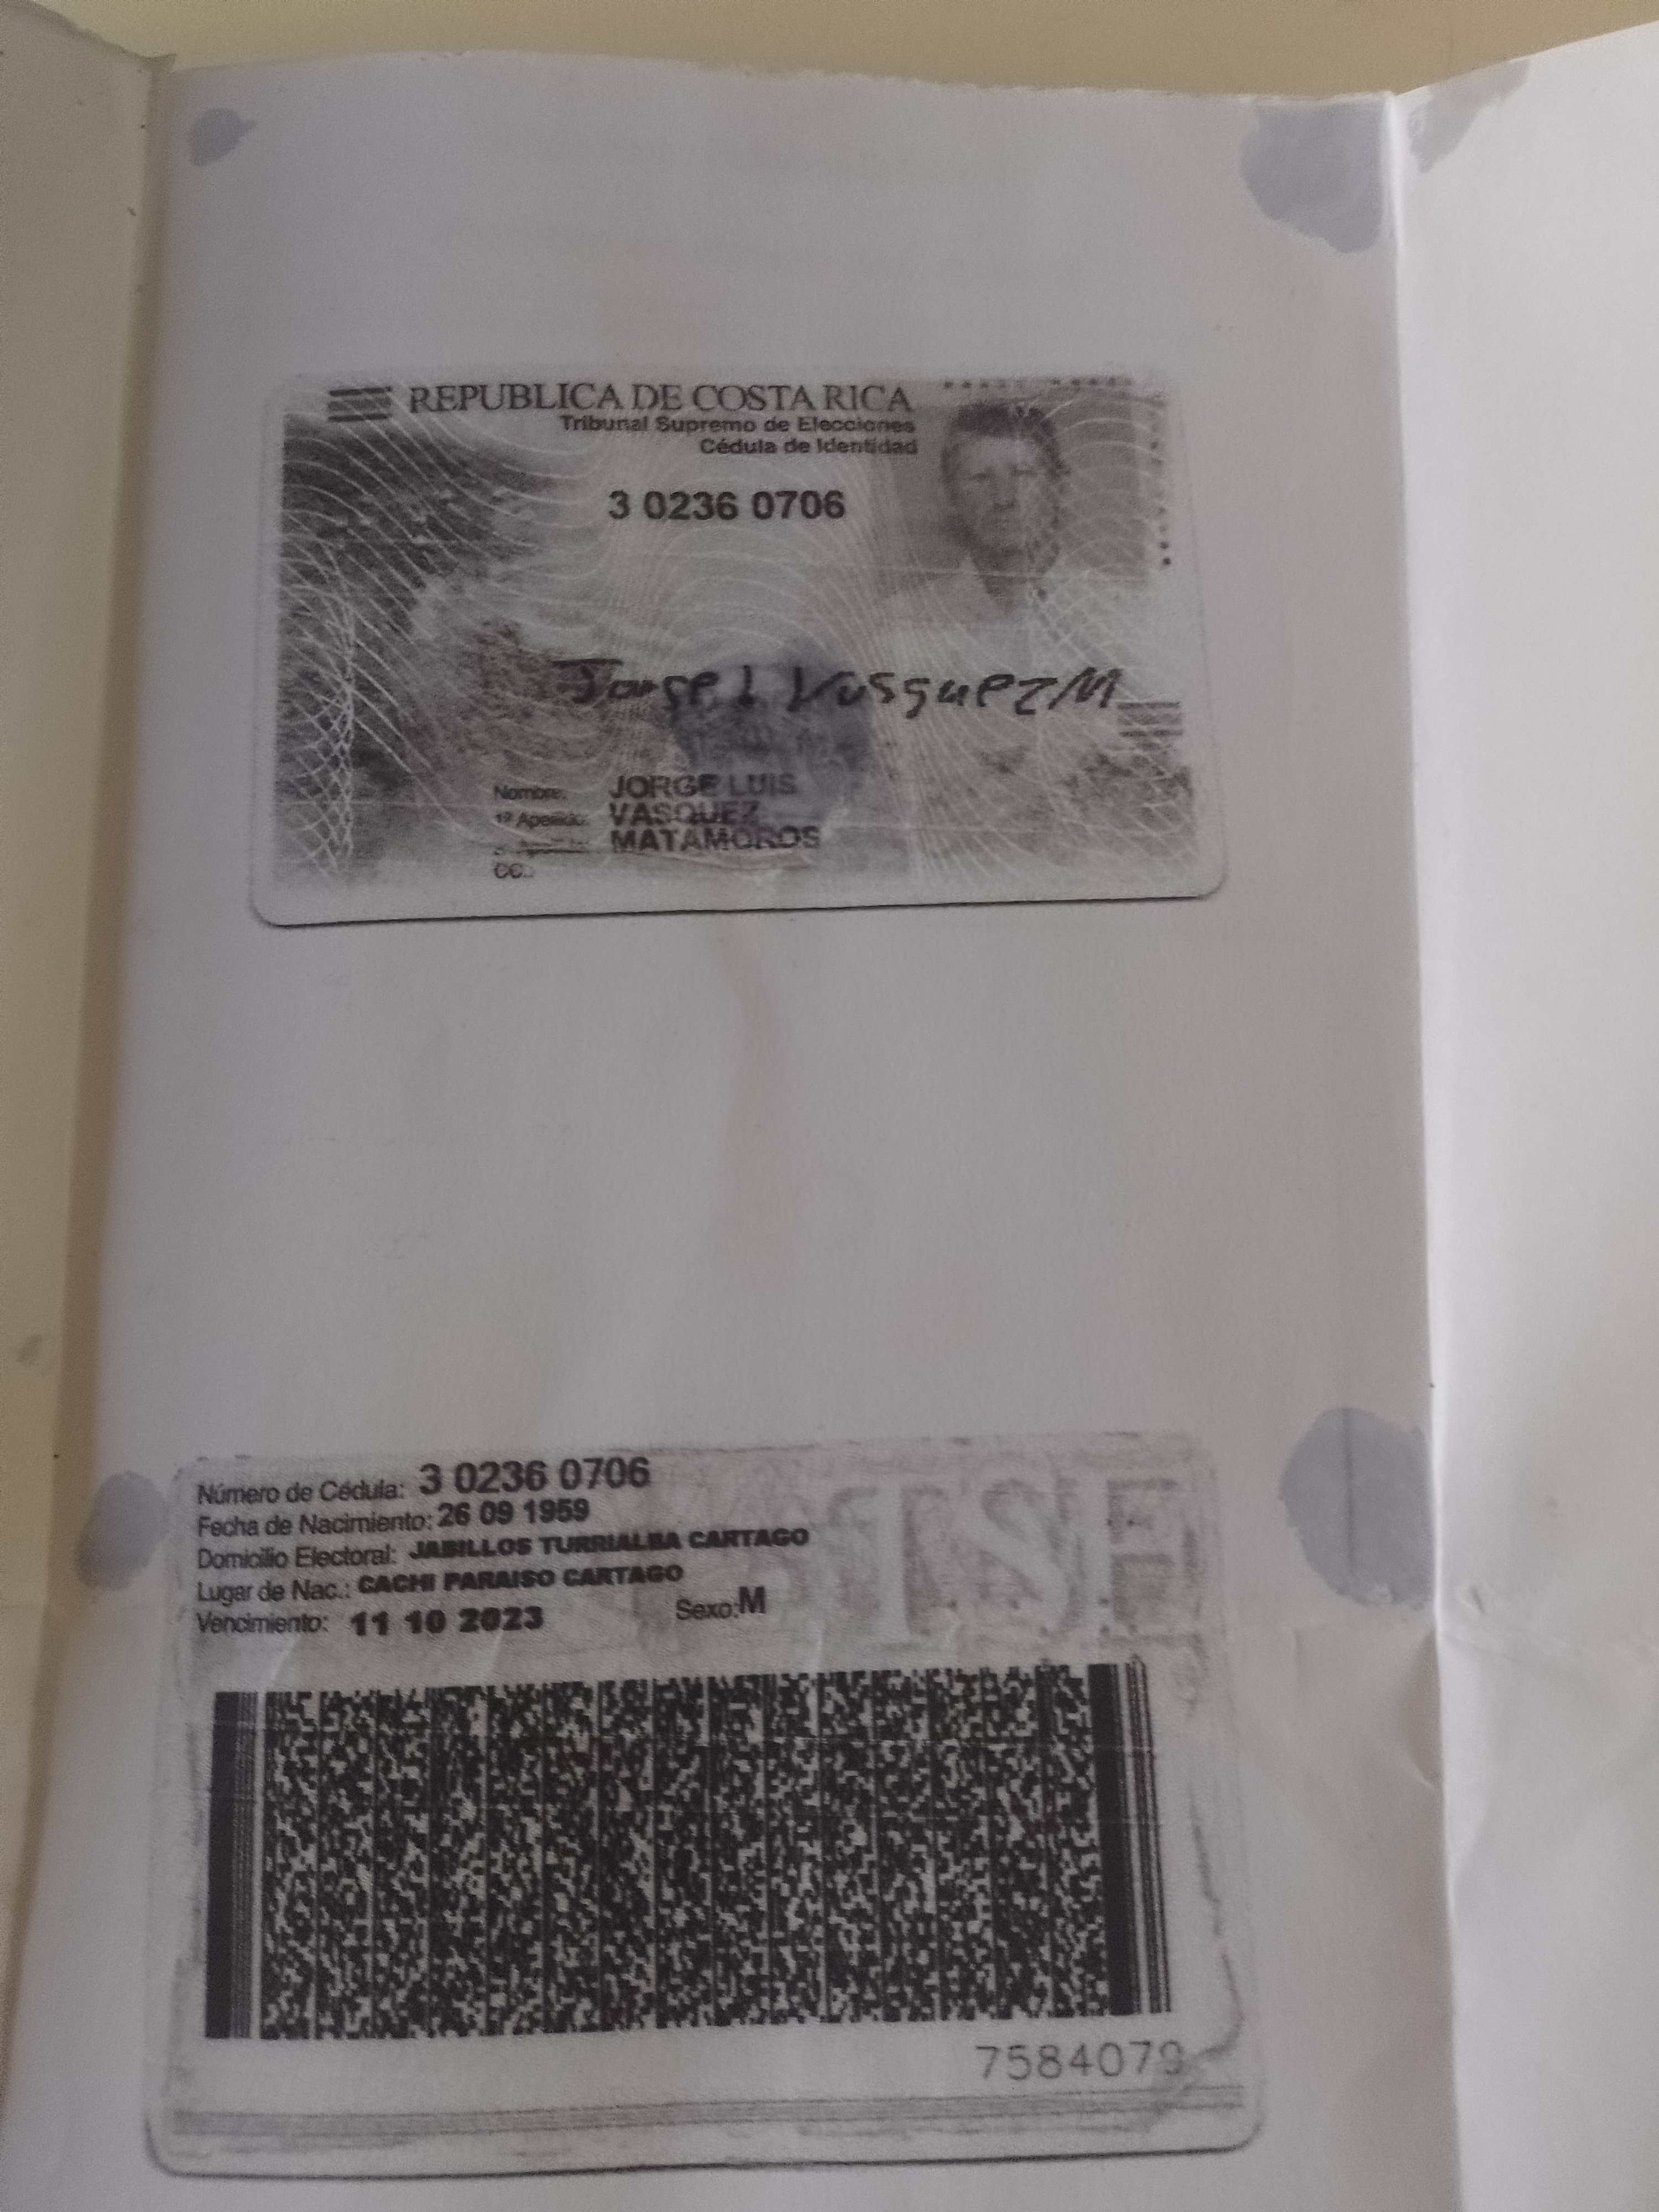 REPUBLICA DE COSTA RICA
Tribunal Supremo de Elecciones
Cédula de Identidad
3 0236 0706
Jorge L Vasquez M
Nombre: JORGE LUIS
1º Apellido: VASQUEZ
MATAMOROS
CC.:
Número de Cédula: 3 0236 0706
Fecha de Nacimiento: 26 09 1959
Domicilio Electoral: JABILLOS TURRIALBA CARTAGO
Lugar de Nac.: CACHI PARAISO CARTAGO
Vencimiento: 11 10 2023 Sexo: M
TSE
7584079